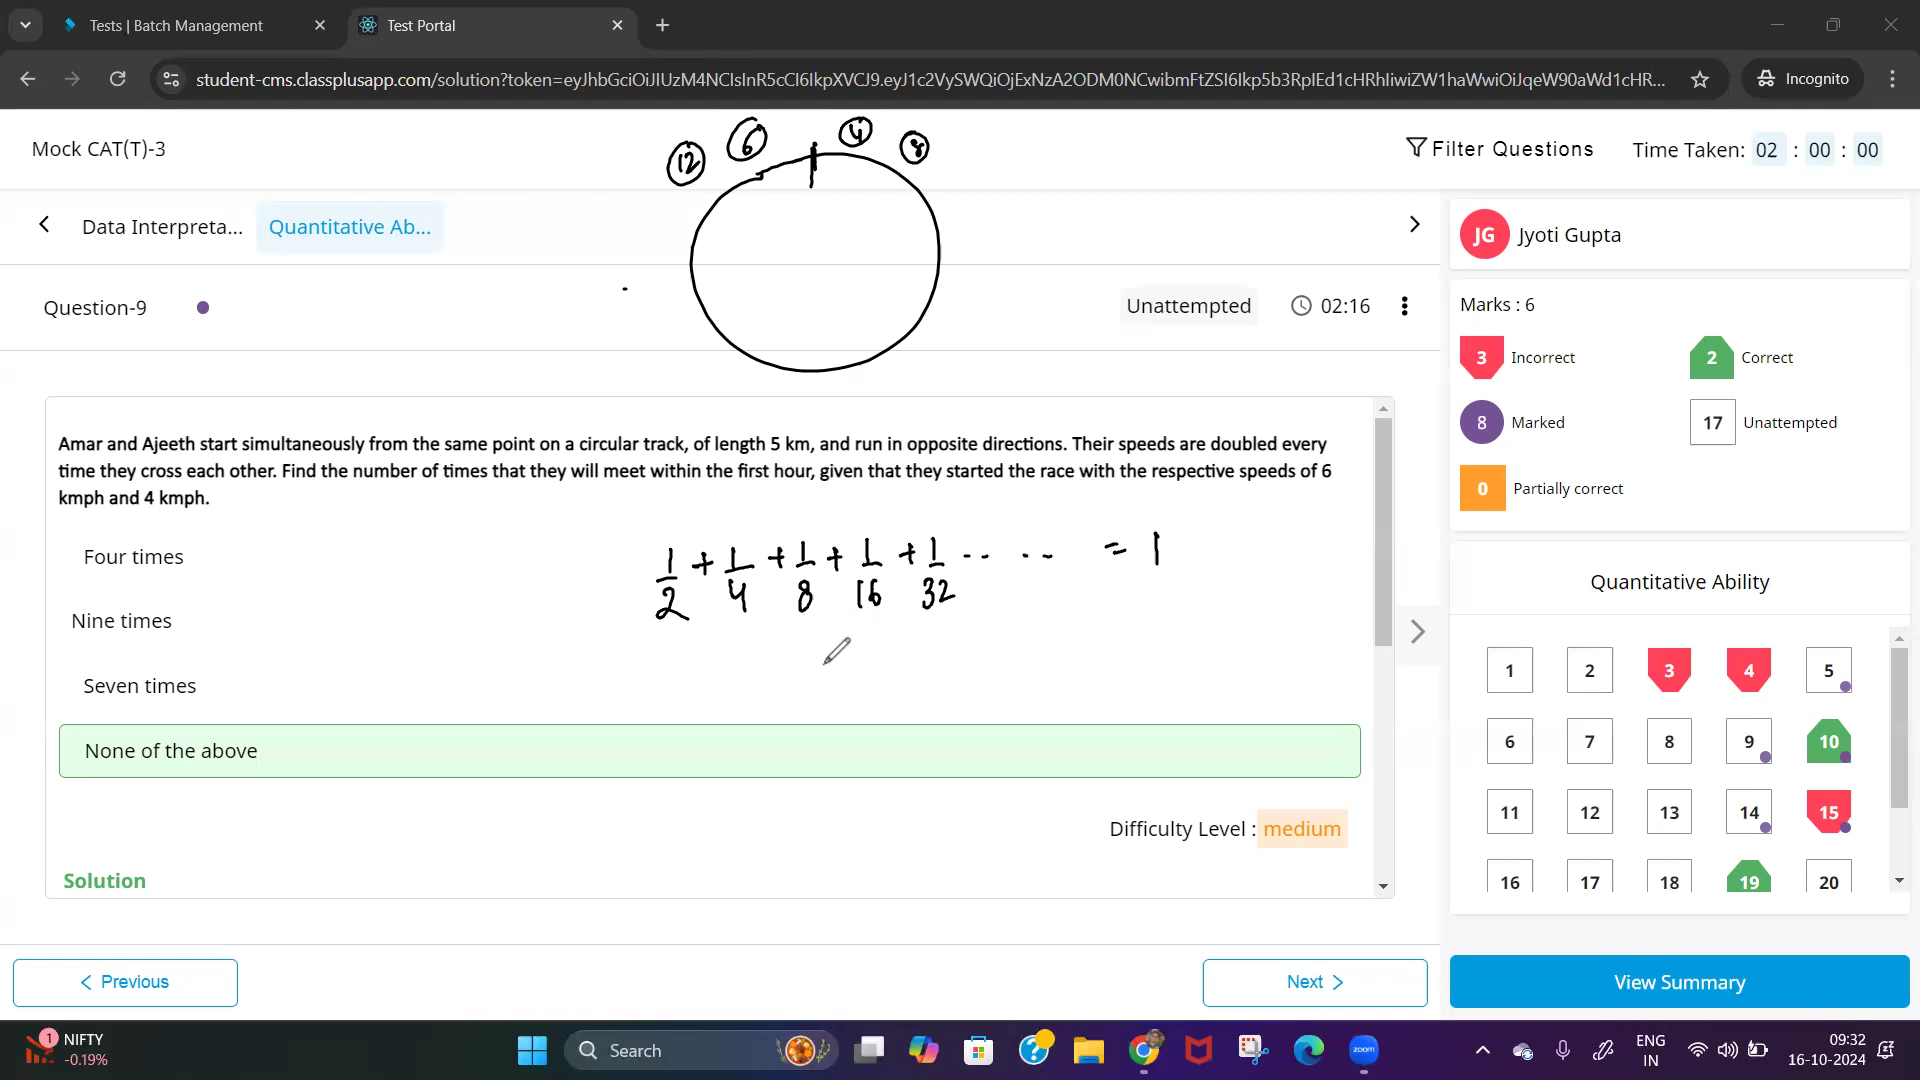 Tests | Batch Management
Test Portal
student-cms.classplusapp.com/solution?token=
Incognito
Mock CAT(T)-3
12
6
4
8
Filter Questions
Time Taken: 02 : 00 : 00
Data Interpreta...
Quantitative Ab...
JG
Jyoti Gupta
Question-9
Unattempted
02:16
Marks : 6
3 Incorrect
2 Correct
8 Marked
17 Unattempted
0 Partially correct
Amar and Ajeeth start simultaneously from the same point on a circular track, of length 5 km, and run in opposite directions. Their speeds are doubled every
time they cross each other. Find the number of times that they will meet within the first hour, given that they started the race with the respective speeds of 6
kmph and 4 kmph.
Four times
1/2 + 1/4 + 1/8 + 1/16 + 1/32 -- -- = 1
Nine times
Seven times
None of the above
Difficulty Level : medium
Solution
Quantitative Ability
1 2 3 4 5
6 7 8 9 10
11 12 13 14 15
16 17 18 19 20
Previous
Next
View Summary
1
NIFTY
-0.19%
Search
zoom
ENG
IN
09:32
16-10-2024